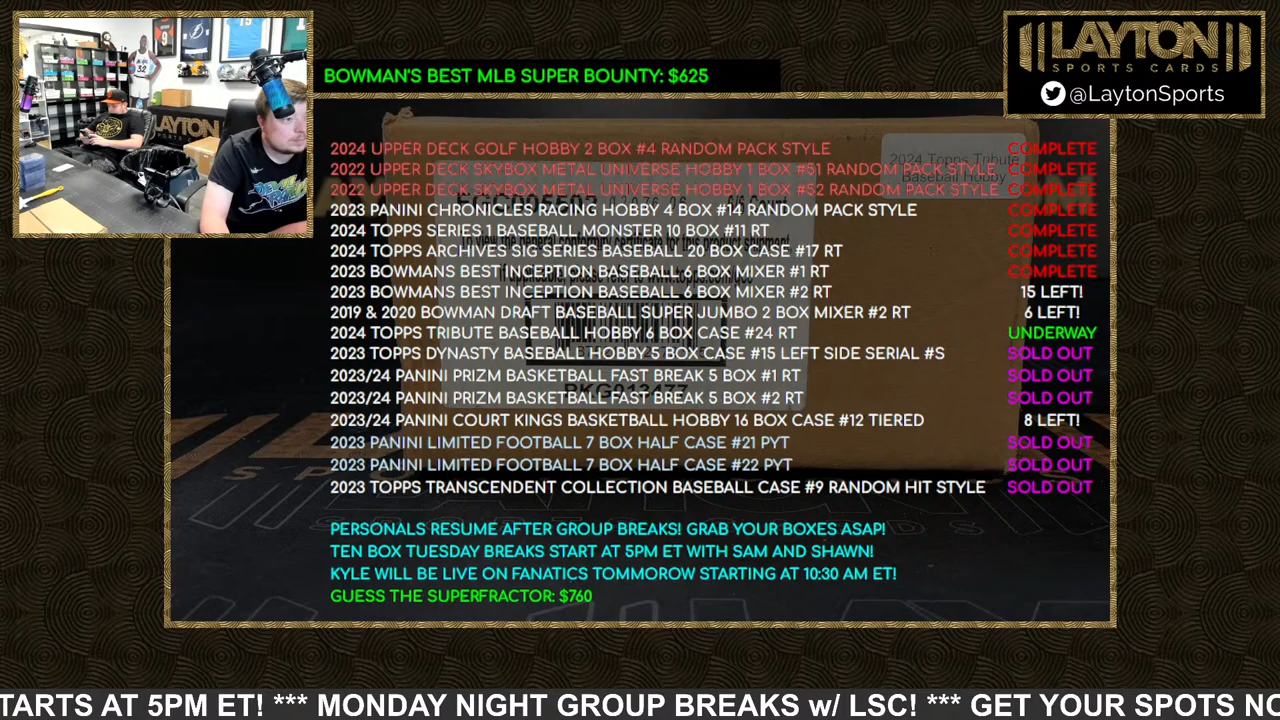 BOWMAN'S BEST MLB SUPER BOUNTY: $625
LAYTON
SPORTS CARDS
@LaytonSports
LAYTON
32
2024 Topps Tribute
Baseball Hobby
2024 UPPER DECK GOLF HOBBY 2 BOX #4 RANDOM PACK STYLE COMPLETE
2022 UPPER DECK SKYBOX METAL UNIVERSE HOBBY 1 BOX #51 RANDOM PACK STYLE COMPLETE
2022 UPPER DECK SKYBOX METAL UNIVERSE HOBBY 1 BOX #52 RANDOM PACK STYLE COMPLETE
2023 PANINI CHRONICLES RACING HOBBY 4 BOX #14 RANDOM PACK STYLE COMPLETE
2024 TOPPS SERIES 1 BASEBALL MONSTER 10 BOX #11 RT COMPLETE
2024 TOPPS ARCHIVES SIG SERIES BASEBALL 20 BOX CASE #17 RT COMPLETE
2023 BOWMANS BEST INCEPTION BASEBALL 6 BOX MIXER #1 RT COMPLETE
2023 BOWMANS BEST INCEPTION BASEBALL 6 BOX MIXER #2 RT 15 LEFT!
2019 & 2020 BOWMAN DRAFT BASEBALL SUPER JUMBO 2 BOX MIXER #2 RT 6 LEFT!
2024 TOPPS TRIBUTE BASEBALL HOBBY 6 BOX CASE #24 RT UNDERWAY
2023 TOPPS DYNASTY BASEBALL HOBBY 5 BOX CASE #15 LEFT SIDE SERIAL #S SOLD OUT
2023/24 PANINI PRIZM BASKETBALL FAST BREAK 5 BOX #1 RT SOLD OUT
2023/24 PANINI PRIZM BASKETBALL FAST BREAK 5 BOX #2 RT SOLD OUT
2023/24 PANINI COURT KINGS BASKETBALL HOBBY 16 BOX CASE #12 TIERED 8 LEFT!
2023 PANINI LIMITED FOOTBALL 7 BOX HALF CASE #21 PYT SOLD OUT
2023 PANINI LIMITED FOOTBALL 7 BOX HALF CASE #22 PYT SOLD OUT
2023 TOPPS TRANSCENDENT COLLECTION BASEBALL CASE #9 RANDOM HIT STYLE SOLD OUT
PERSONALS RESUME AFTER GROUP BREAKS! GRAB YOUR BOXES ASAP!
TEN BOX TUESDAY BREAKS START AT 5PM ET WITH SAM AND SHAWN!
KYLE WILL BE LIVE ON FANATICS TOMMOROW STARTING AT 10:30 AM ET!
GUESS THE SUPERFRACTOR: $760
STARTS AT 5PM ET! *** MONDAY NIGHT GROUP BREAKS w/ LSC! *** GET YOUR SPOTS NO